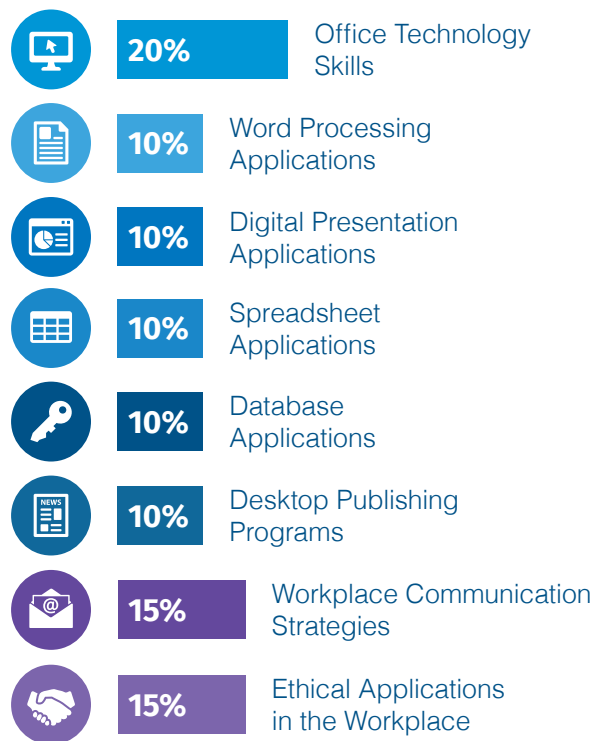 20%
Office Technology
Skills
10%
Word Processing
Applications
10%
Digital Presentation
Applications
10%
Spreadsheet
Applications
10%
Database
Applications
NEWS
10%
Desktop Publishing
Programs
@
15%
Workplace Communication
Strategies
15%
Ethical Applications
in the Workplace